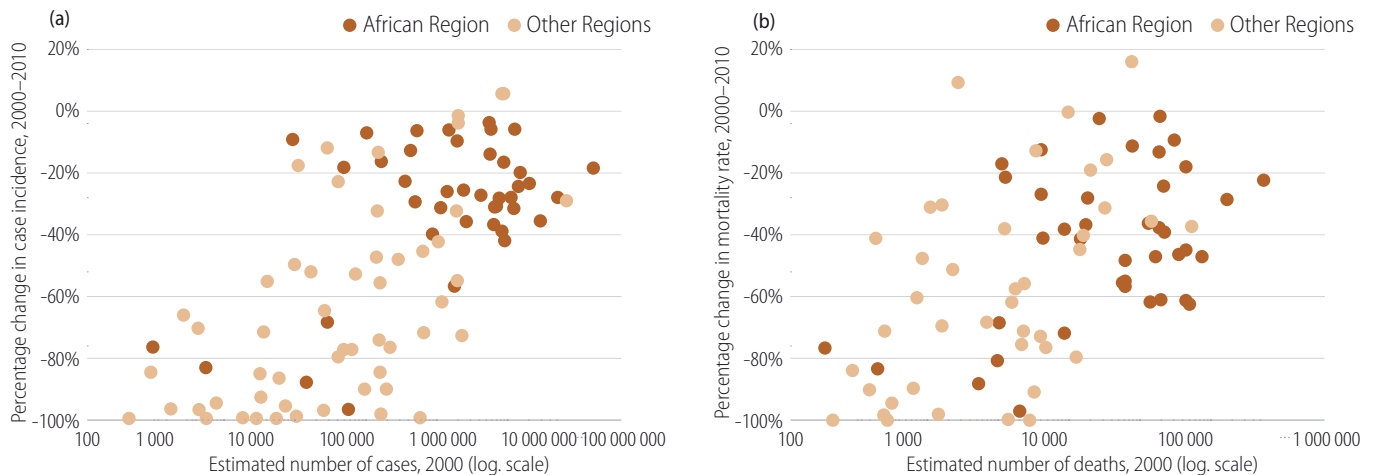 (a)
African Region Other Regions
Percentage change in case incidence, 2000–2010
20%
0%
-20%
-40%
-60%
-80%
-100%
100 1 000 10 000 100 000 1 000 000 10 000 000 100 000 000
Estimated number of cases, 2000 (log. scale)
(b)
African Region Other Regions
Percentage change in mortality rate, 2000–2010
20%
0%
-20%
-40%
-60%
-80%
-100%
100 1 000 10 000 100 000 1 000 000
Estimated number of deaths, 2000 (log. scale)